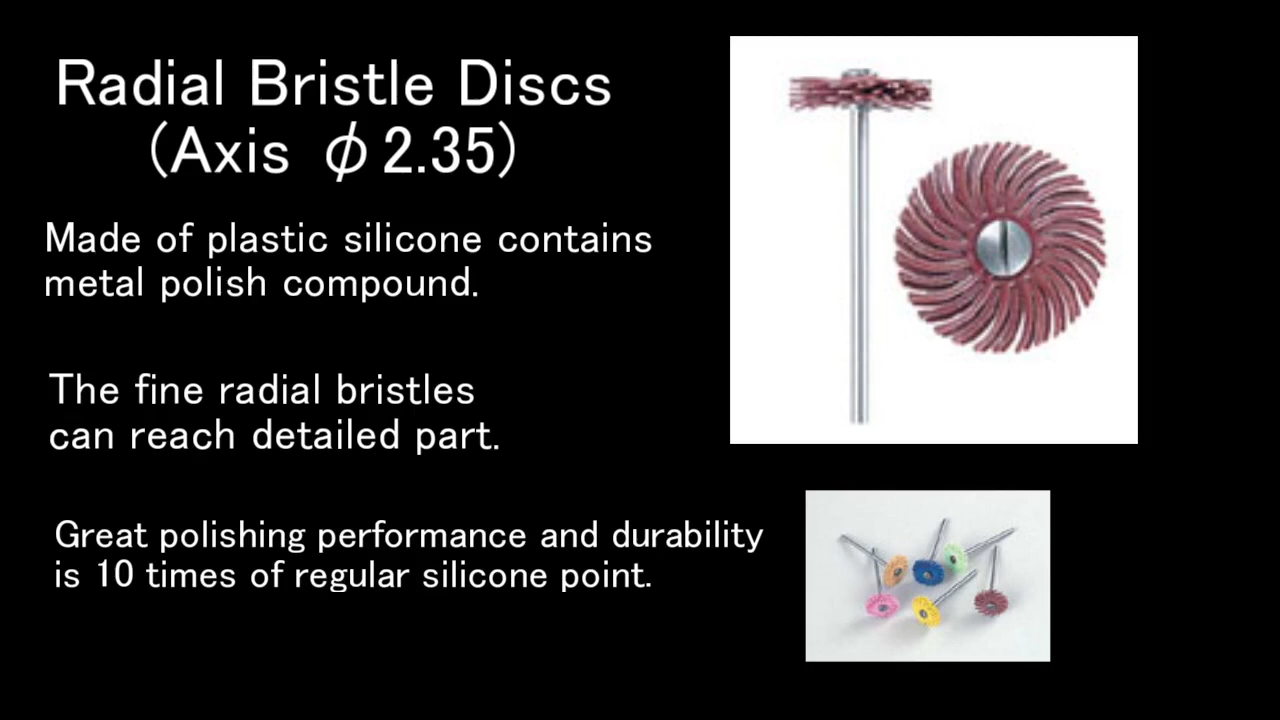 Radial Bristle Discs
(Axis φ2.35)
Made of plastic silicone contains
metal polish compound.
The fine radial bristles
can reach detailed part.
Great polishing performance and durability
is 10 times of regular silicone point.